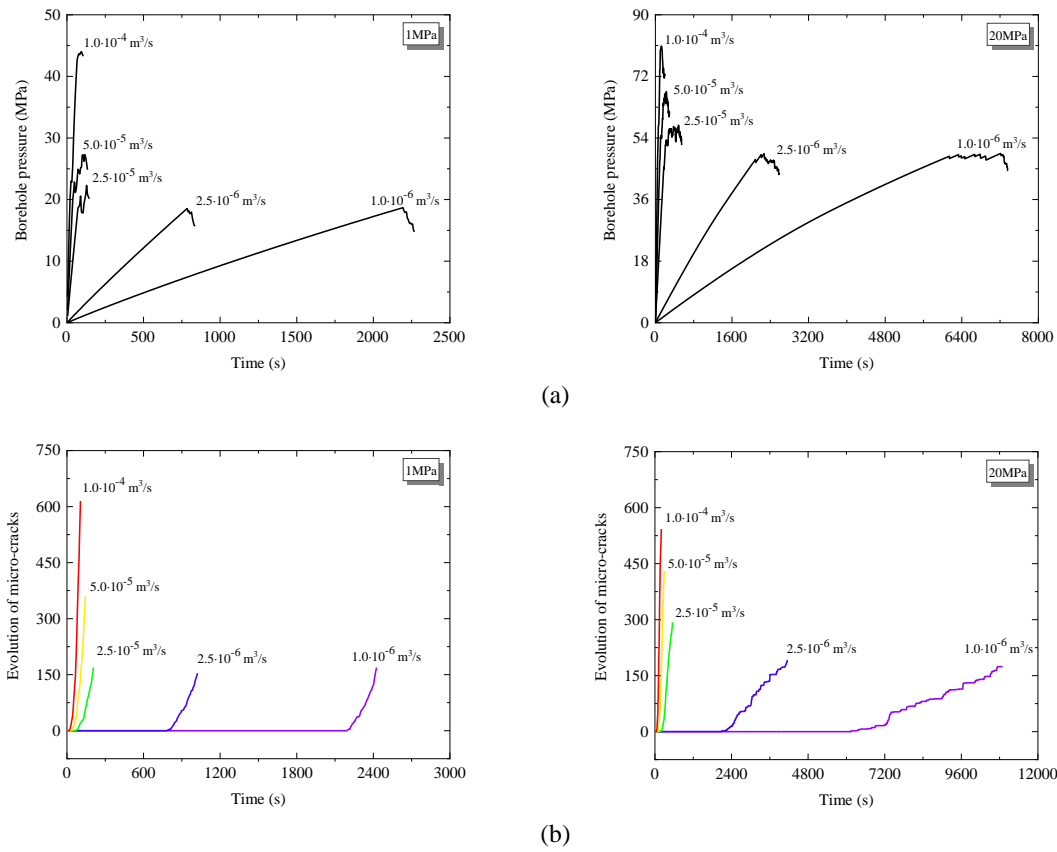 50
40
30
20
10
0
Borehole pressure (MPa)
1MPa
1.0·10-4 m3/s
5.0·10-5 m3/s
2.5·10-5 m3/s
2.5·10-6 m3/s
1.0·10-6 m3/s
0 500 1000 1500 2000 2500
Time (s)
90
72
54
36
18
0
Borehole pressure (MPa)
20MPa
1.0·10-4 m3/s
5.0·10-5 m3/s
2.5·10-5 m3/s
2.5·10-6 m3/s
1.0·10-6 m3/s
0 1600 3200 4800 6400 8000
Time (s)
(a)
750
600
450
300
150
0
Evolution of micro-cracks
1MPa
1.0·10-4 m3/s
5.0·10-5 m3/s
2.5·10-5 m3/s
2.5·10-6 m3/s
1.0·10-6 m3/s
0 600 1200 1800 2400 3000
Time (s)
750
600
450
300
150
0
Evolution of micro-cracks
20MPa
1.0·10-4 m3/s
5.0·10-5 m3/s
2.5·10-5 m3/s
2.5·10-6 m3/s
1.0·10-6 m3/s
0 2400 4800 7200 9600 12000
Time (s)
(b)